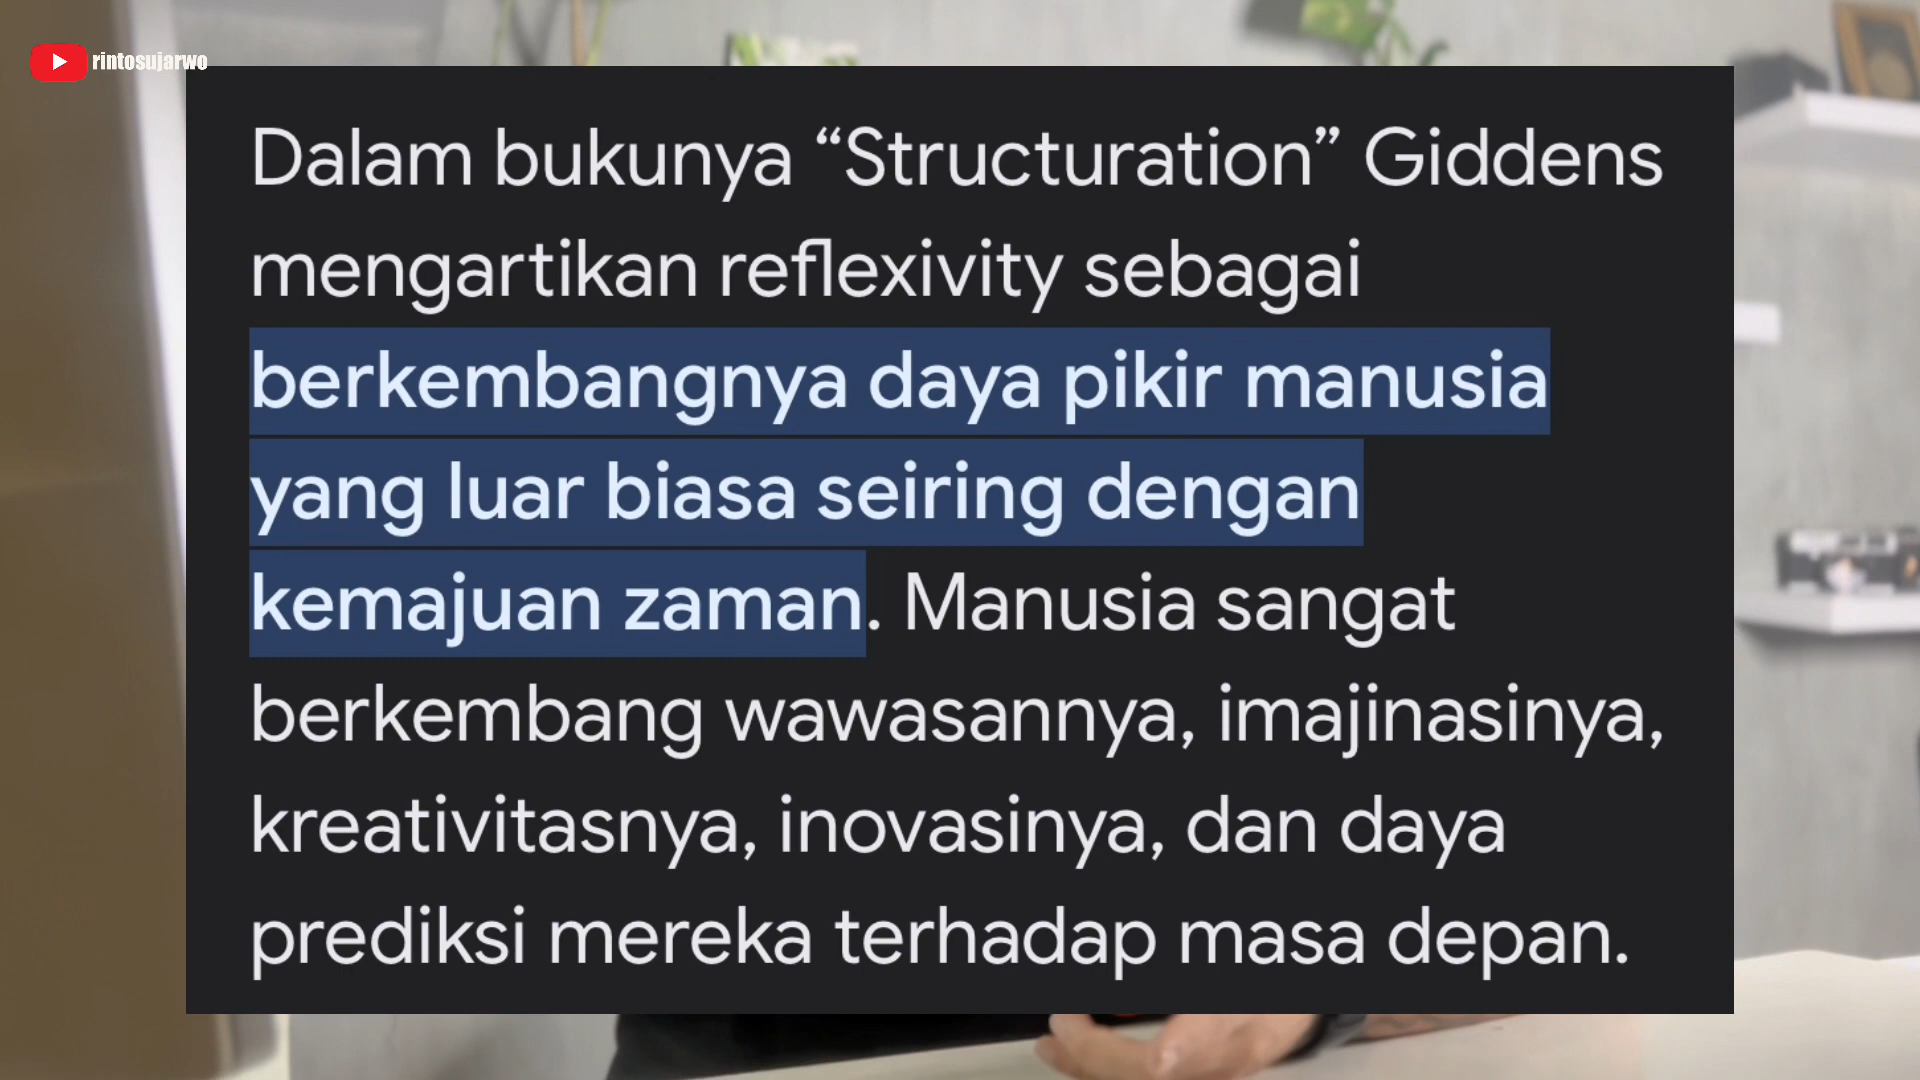 rintosujarwo
Dalam bukunya “Structuration” Giddens
mengartikan reflexivity sebagai
berkembangnya daya pikir manusia
yang luar biasa seiring dengan
kemajuan zaman. Manusia sangat
berkembang wawasannya, imajinasinya,
kreativitasnya, inovasinya, dan daya
prediksi mereka terhadap masa depan.